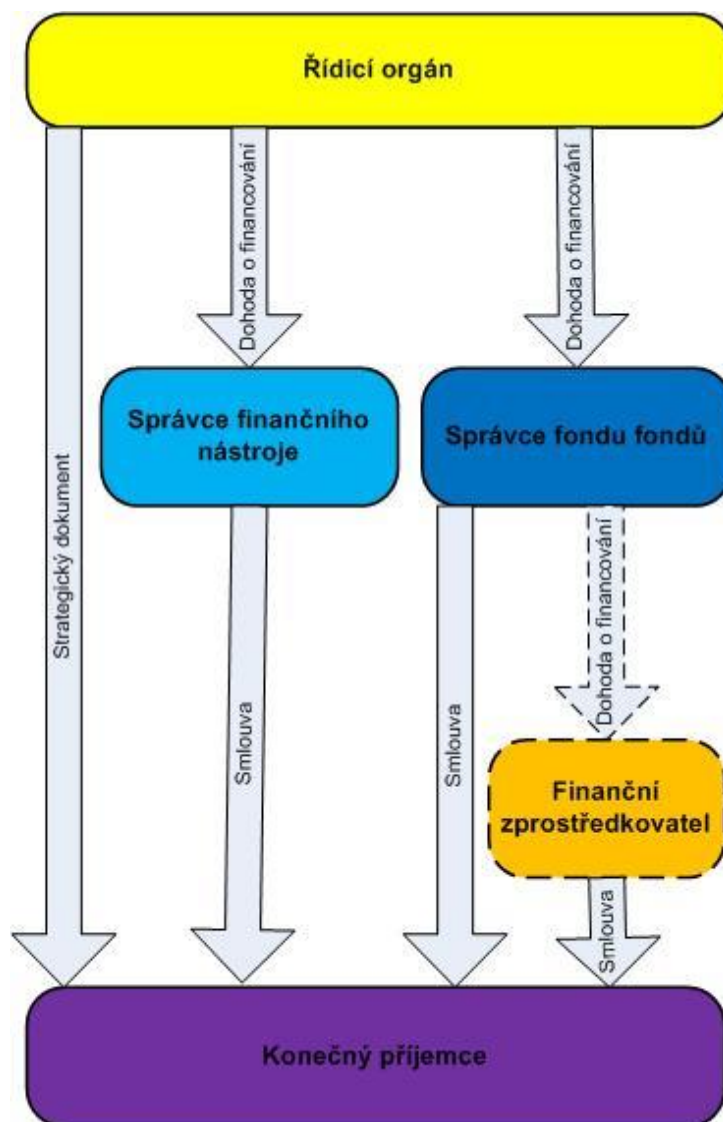 Řídicí orgán
Dohoda o financování
Dohoda o financování
Správce finančního
nástroje
Správce fondu fondů
Strategický dokument
Smlouva
Smlouva
Dohoda o financování
Finanční
zprostředkovatel
Smlouva
Konečný příjemce